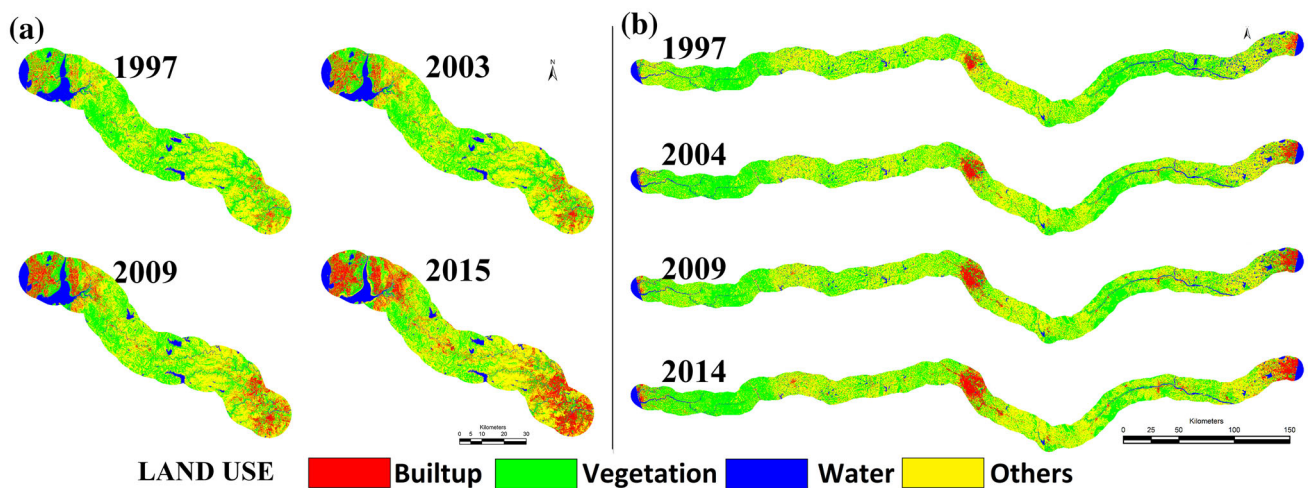 (a)
1997
2003
N
2009
2015
Kilometers
0 5 10 20 30
(b)
1997
2004
2009
2014
Kilometers
0 25 50 100 150
LAND USE Builtup Vegetation Water Others